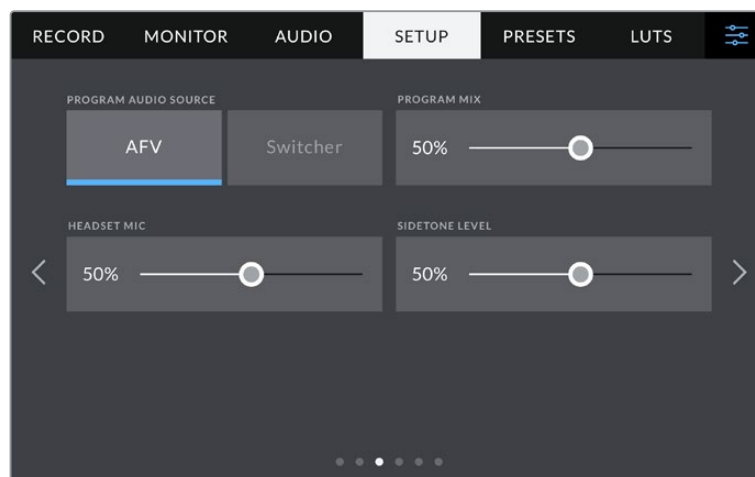 RECORD MONITOR AUDIO SETUP PRESETS LUTS
PROGRAM AUDIO SOURCE PROGRAM MIX
AFV Switcher 50%
HEADSET MIC SIDETONE LEVEL
50% 50%